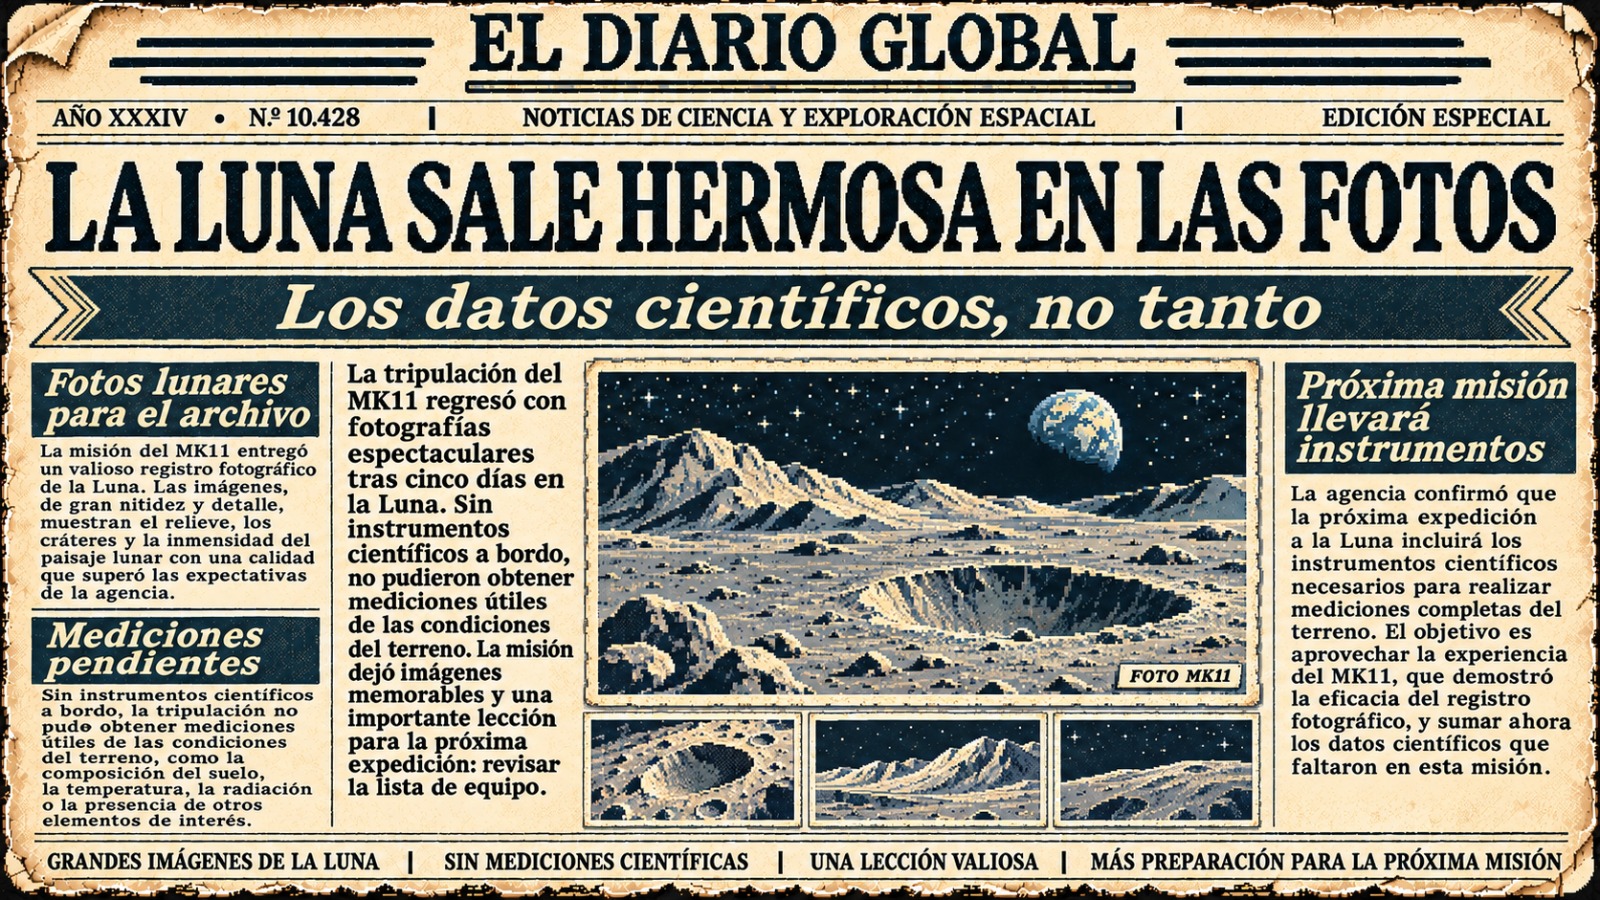 EL DIARIO GLOBAL
AÑO XXXIV • N.º 10.428 | NOTICIAS DE CIENCIA Y EXPLORACIÓN ESPACIAL | EDICIÓN ESPECIAL
LA LUNA SALE HERMOSA EN LAS FOTOS
Los datos científicos, no tanto
Fotos lunares
para el archivo
La misión del MK11 entregó
un valioso registro fotográfico
de la Luna. Las imágenes,
de gran nitidez y detalle,
muestran el relieve, los
cráteres y la inmensidad del
paisaje lunar con una calidad
que superó las expectativas
de la agencia.
Mediciones
pendientes
Sin instrumentos científicos
a bordo, la tripulación no
pudo obtener mediciones
útiles de las condiciones
del terreno, como la
composición del suelo,
la temperatura, la radiación
o la presencia de otros
elementos de interés.
La tripulación del
MK11 regresó con
fotografías
espectaculares
tras cinco días en
la Luna. Sin
instrumentos
científicos a bordo,
no pudieron obtener
mediciones útiles
de las condiciones
del terreno. La misión
dejó imágenes
memorables y una
importante lección
para la próxima
expedición: revisar
la lista de equipo.
FOTO MK11
Próxima misión
llevará
instrumentos
La agencia confirmó que
la próxima expedición
a la Luna incluirá los
instrumentos científicos
necesarios para realizar
mediciones completas del
terreno. El objetivo es
aprovechar la experiencia
del MK11, que demostró
la eficacia del registro
fotográfico, y sumar ahora
los datos científicos que
faltaron en esta misión.
GRANDES IMÁGENES DE LA LUNA | SIN MEDICIONES CIENTÍFICAS | UNA LECCIÓN VALIOSA | MÁS PREPARACIÓN PARA LA PRÓXIMA MISIÓN